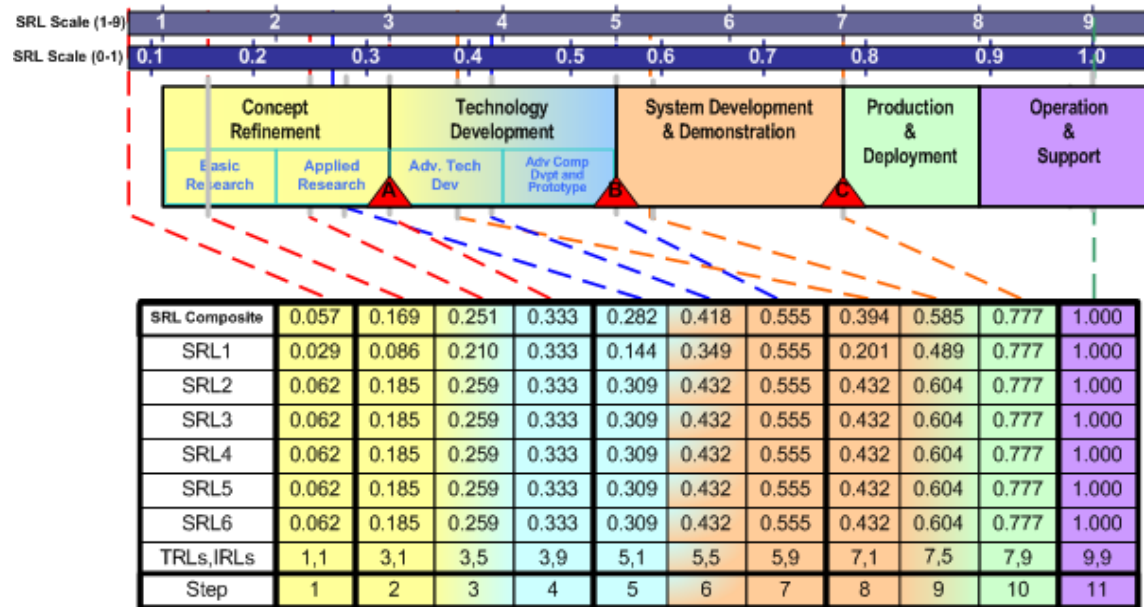 SRL Scale (1-9) 1 2 3 4 5 6 7 8 9
SRL Scale (0-1) 0.1 0.2 0.3 0.4 0.5 0.6 0.7 0.8 0.9 1.0
Concept
Refinement
Technology
Development
System Development
& Demonstration
Production
&
Deployment
Operation
&
Support
Basic
Research
Applied
Research
Adv. Tech
Dev
Adv Comp
Dvpt and
Prototype
A
B
C
SRL Composite 0.057 0.169 0.251 0.333 0.282 0.418 0.555 0.394 0.585 0.777 1.000
SRL1 0.029 0.086 0.210 0.333 0.144 0.349 0.555 0.201 0.489 0.777 1.000
SRL2 0.062 0.185 0.259 0.333 0.309 0.432 0.555 0.432 0.604 0.777 1.000
SRL3 0.062 0.185 0.259 0.333 0.309 0.432 0.555 0.432 0.604 0.777 1.000
SRL4 0.062 0.185 0.259 0.333 0.309 0.432 0.555 0.432 0.604 0.777 1.000
SRL5 0.062 0.185 0.259 0.333 0.309 0.432 0.555 0.432 0.604 0.777 1.000
SRL6 0.062 0.185 0.259 0.333 0.309 0.432 0.555 0.432 0.604 0.777 1.000
TRLs,IRLs 1,1 3,1 3,5 3,9 5,1 5,5 5,9 7,1 7,5 7,9 9,9
Step 1 2 3 4 5 6 7 8 9 10 11